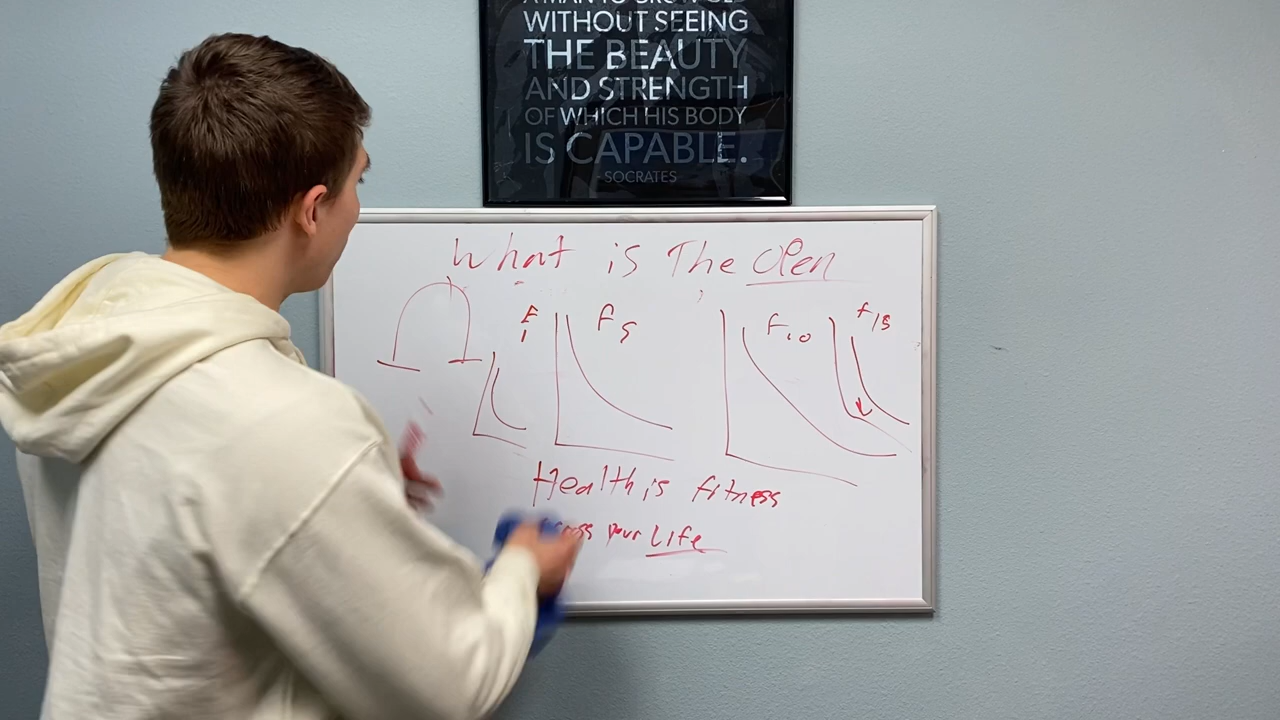 WITHOUT SEEING
THE BEAUTY
AND STRENGTH
OF WHICH HIS BODY
IS CAPABLE.
- SOCRATES
What is The Open
F1
F5
F10
F15
Health is fitness
your Life